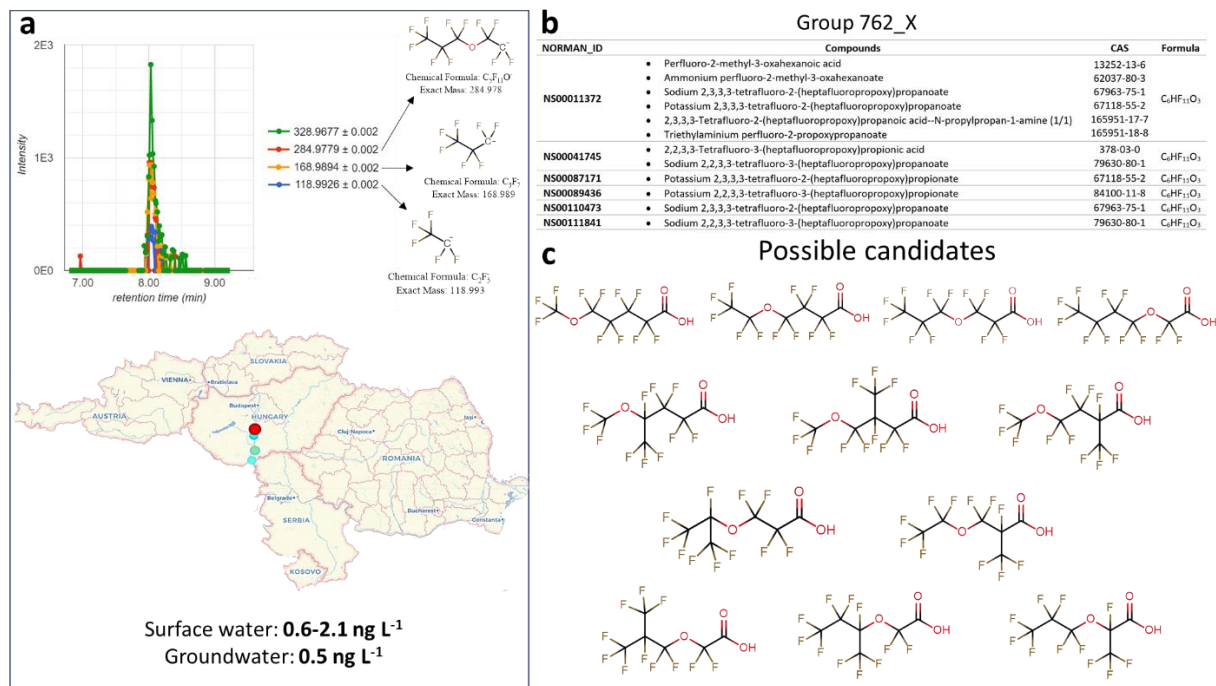 a
2E3
1E3
0E0
Intensity
7.00 8.00 9.00
retention time (min)
328.9677 ± 0.002
284.9779 ± 0.002
168.9894 ± 0.002
118.9926 ± 0.002
Chemical Formula: C₆F₁₁O⁻
Exact Mass: 284.978
Chemical Formula: C₃F₇⁻
Exact Mass: 168.989
Chemical Formula: C₂F₅⁻
Exact Mass: 118.993
SLOVAKIA
VIENNA
Bratislava
AUSTRIA
Budapest
HUNGARY
Cluj-Napoca
Iași
ROMANIA
Belgrade
Bucharest
Constanta
SERBIA
KOSOVO
Surface water: 0.6-2.1 ng L⁻¹
Groundwater: 0.5 ng L⁻¹
b
Group 762_X
NORMAN_ID Compounds CAS Formula
NS00011372 C₆HF₁₁O₃
• Perfluoro-2-methyl-3-oxahexanoic acid 13252-13-6
• Ammonium perfluoro-2-methyl-3-oxahexanoate 62037-80-3
• Sodium 2,3,3,3-tetrafluoro-2-(heptafluoropropoxy)propanoate 67963-75-1
• Potassium 2,3,3,3-tetrafluoro-2-(heptafluoropropoxy)propanoate 67118-55-2
• 2,3,3,3-Tetrafluoro-2-(heptafluoropropoxy)propanoic acid--N-propylpropan-1-amine (1/1) 165951-17-7
• Triethylaminium perfluoro-2-propoxypropanoate 165951-18-8
NS00041745 C₆HF₁₁O₃
• 2,2,3,3-Tetrafluoro-3-(heptafluoropropoxy)propionic acid 378-03-0
• Sodium 2,2,3,3-tetrafluoro-3-(heptafluoropropoxy)propanoate 79630-80-1
NS00087171 • Potassium 2,3,3,3-tetrafluoro-2-(heptafluoropropoxy)propionate 67118-55-2 C₆HF₁₁O₃
NS00089436 • Potassium 2,2,3,3-tetrafluoro-3-(heptafluoropropoxy)propionate 84100-11-8 C₆HF₁₁O₃
NS00110473 • Sodium 2,3,3,3-tetrafluoro-2-(heptafluoropropoxy)propanoate 67963-75-1 C₆HF₁₁O₃
NS00111841 • Sodium 2,2,3,3-tetrafluoro-3-(heptafluoropropoxy)propanoate 79630-80-1 C₆HF₁₁O₃
c
Possible candidates